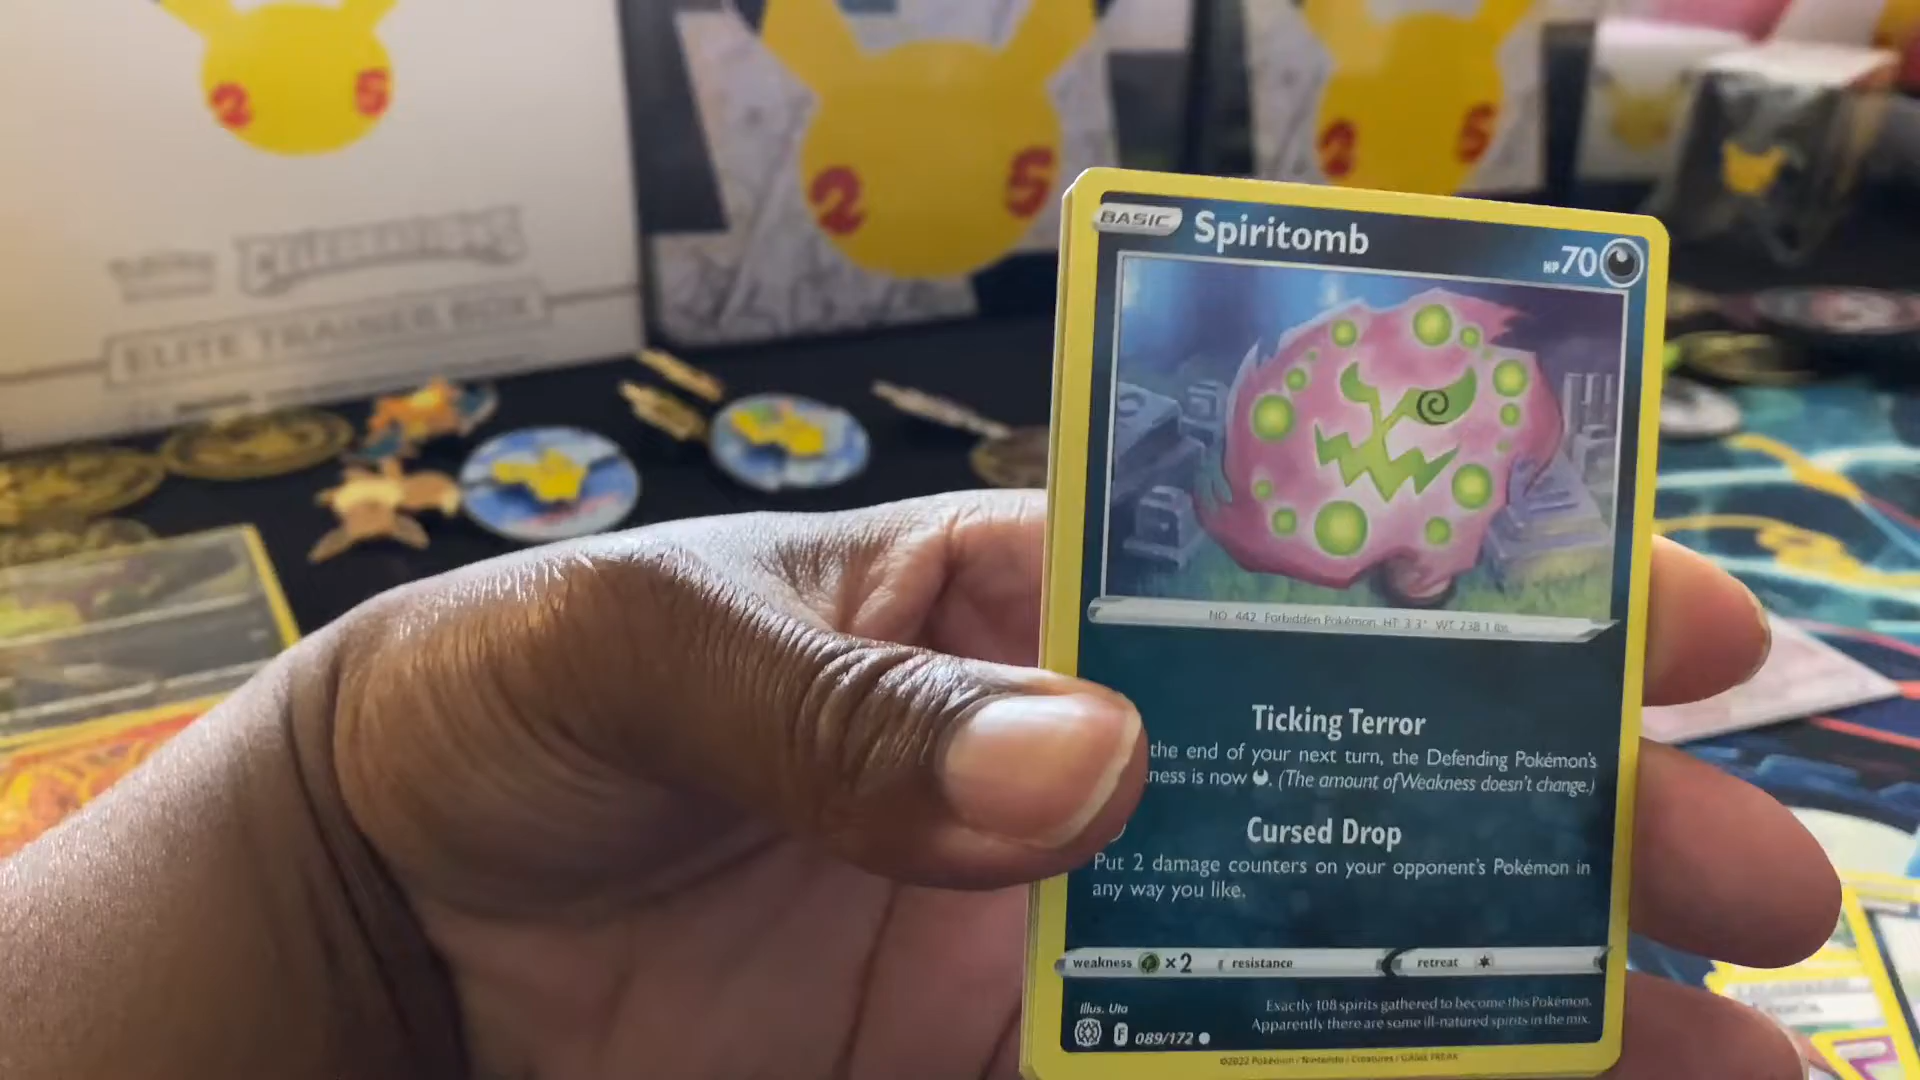 2 5
2 5
2 5
ELITE TRAINER BOX
BASIC Spiritomb HP 70
NO. 442 Forbidden Pokémon HT: 3'3" WT: 238.1 lbs.
Ticking Terror
the end of your next turn, the Defending Pokémon's
ness is now . (The amount of Weakness doesn't change.)
Cursed Drop
Put 2 damage counters on your opponent's Pokémon in
any way you like.
weakness ×2 resistance retreat
Illus. Uta
Exactly 108 spirits gathered to become this Pokémon.
Apparently there are some ill-natured spirits in the mix.
F 089/172
©2022 Pokémon / Nintendo / Creatures / GAME FREAK